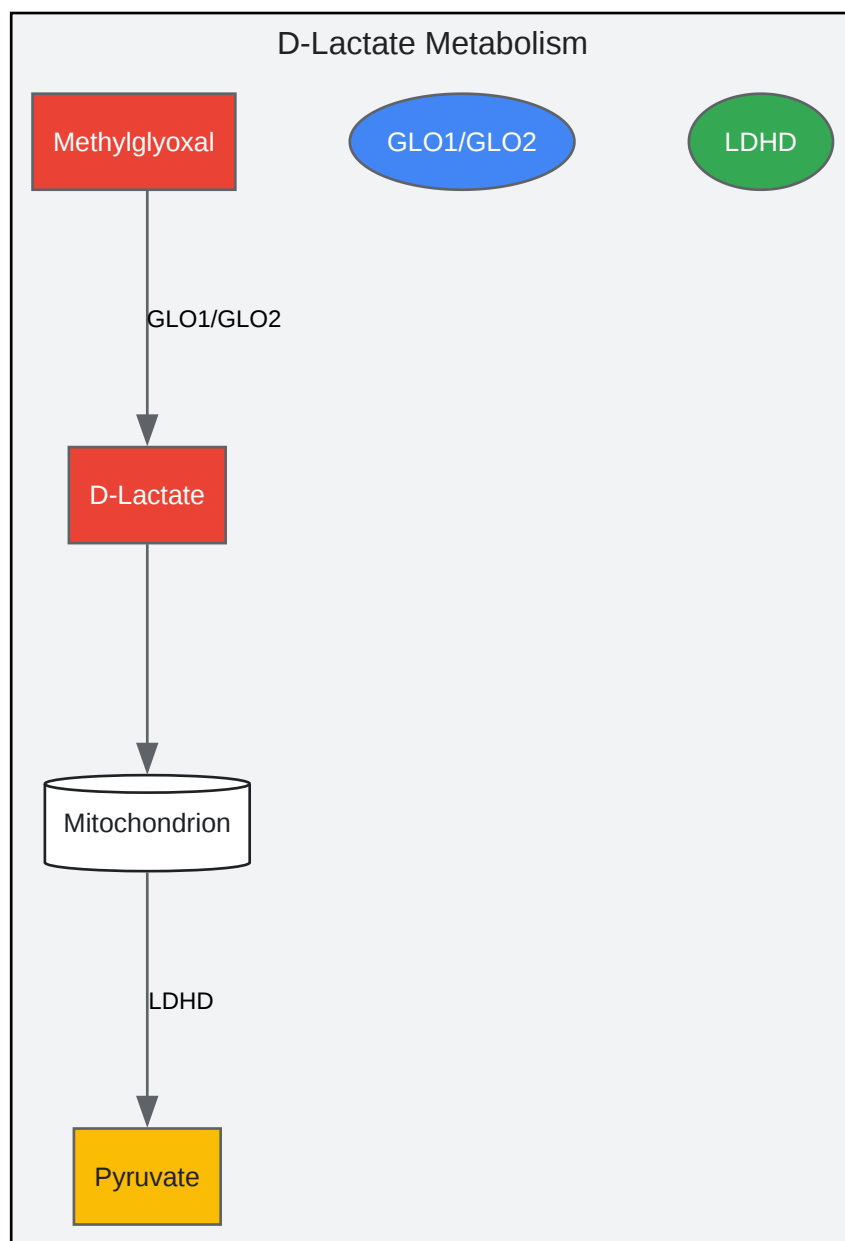 D-Lactate Metabolism
Methylglyoxal
GLO1/GLO2
LDHD
GLO1/GLO2
D-Lactate
Mitochondrion
LDHD
Pyruvate